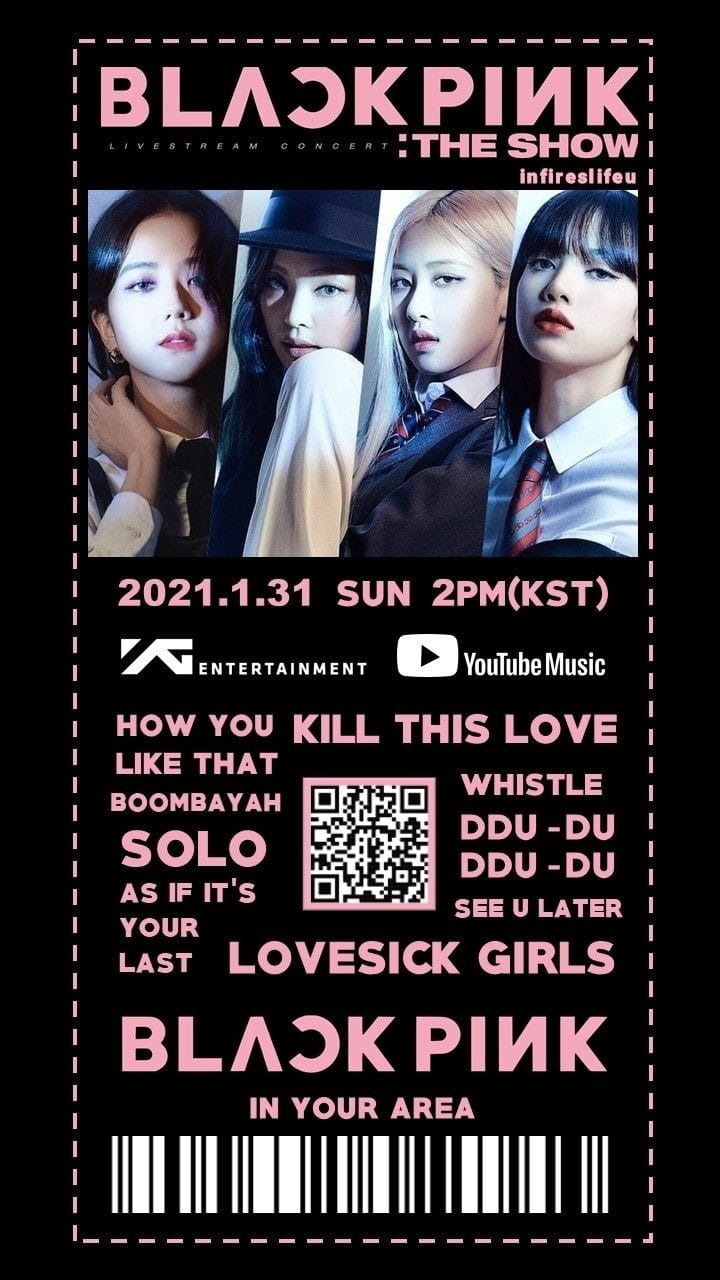 BLACKPINK
LIVESTREAM CONCERT :THE SHOW
infireslifeu
2021.1.31 SUN 2PM(KST)
YG ENTERTAINMENT YouTube Music
HOW YOU
LIKE THAT
BOOMBAYAH
SOLO
AS IF IT'S
YOUR
LAST
KILL THIS LOVE
WHISTLE
DDU -DU
DDU -DU
SEE U LATER
LOVESICK GIRLS
BLACKPINK
IN YOUR AREA